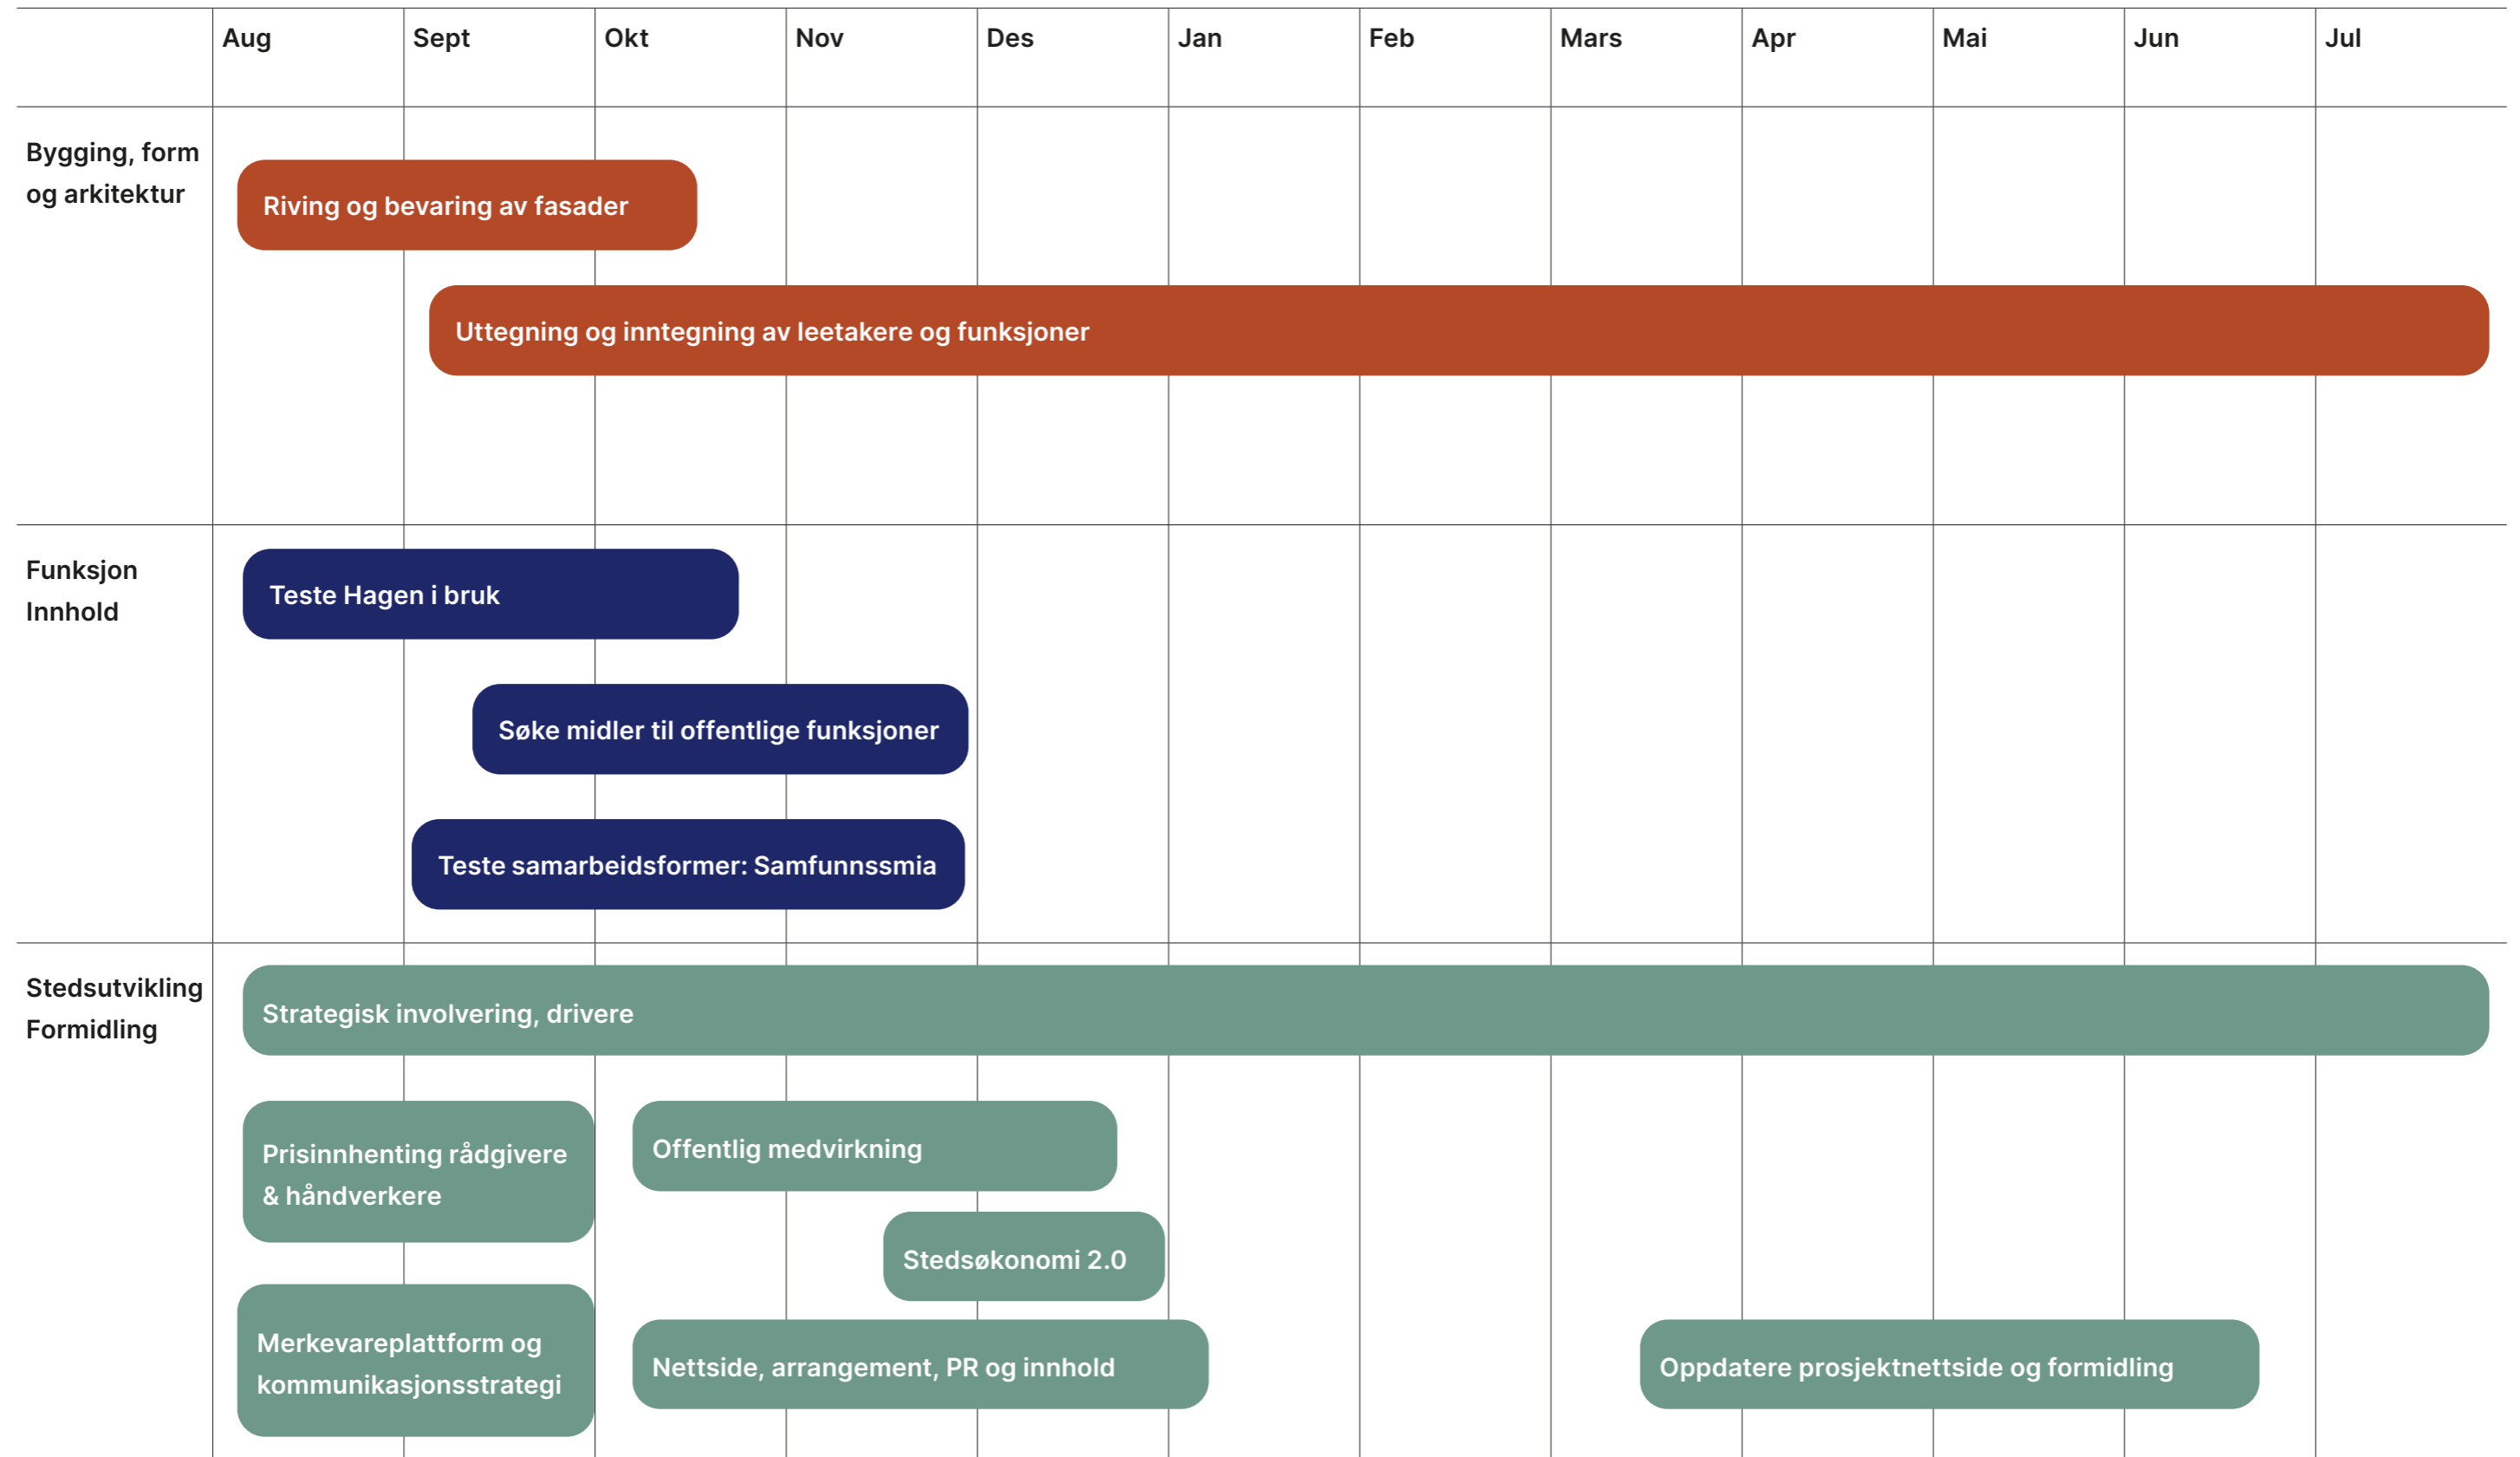 Aug Sept Okt Nov Des Jan Feb Mars Apr Mai Jun Jul
Bygging, form
og arkitektur
Riving og bevaring av fasader
Uttegning og inntegning av leetakere og funksjoner
Funksjon
Innhold
Teste Hagen i bruk
Søke midler til offentlige funksjoner
Teste samarbeidsformer: Samfunnssmia
Stedsutvikling
Formidling
Strategisk involvering, drivere
Prisinnhenting rådgivere
& håndverkere
Offentlig medvirkning
Stedsøkonomi 2.0
Merkevareplattform og
kommunikasjonsstrategi
Nettside, arrangement, PR og innhold
Oppdatere prosjektnettside og formidling